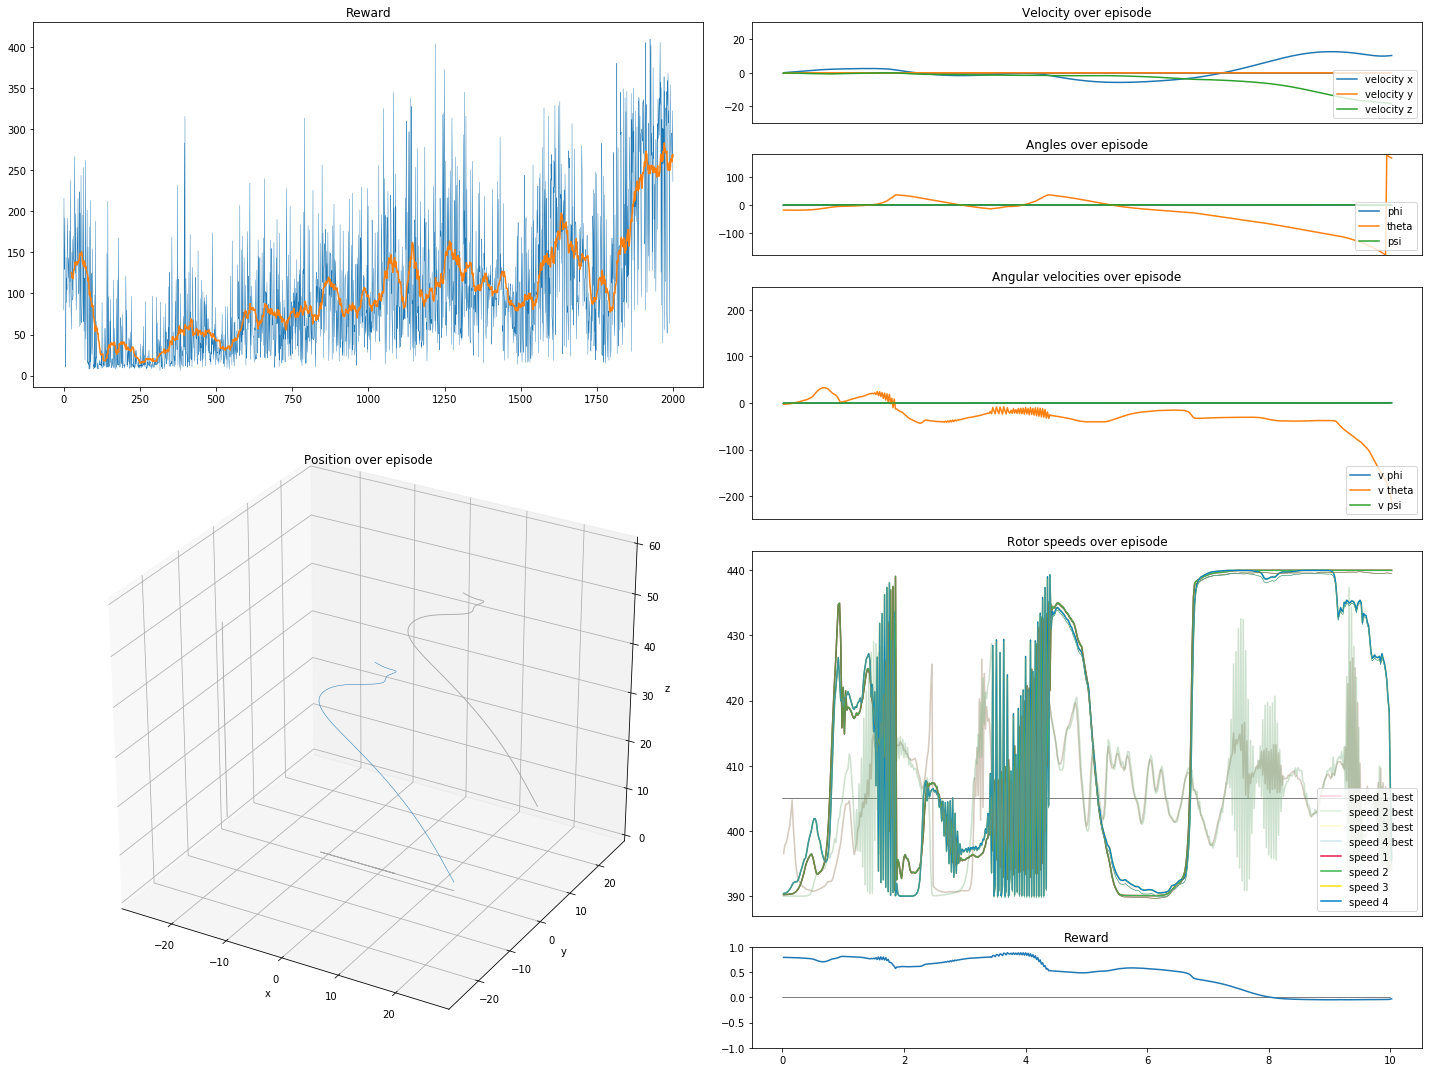 Reward
400
350
300
250
200
150
100
50
0
0 250 500 750 1000 1250 1500 1750 2000
Position over episode
60
50
40
30
20
10
0
z
−20 −10 0 10 20
x
−20 −10 0 10 20
y
Velocity over episode
20
0
−20
velocity x
velocity y
velocity z
Angles over episode
100
0
−100
phi
theta
psi
Angular velocities over episode
200
100
0
−100
−200
v phi
v theta
v psi
Rotor speeds over episode
440
430
420
410
400
390
speed 1 best
speed 2 best
speed 3 best
speed 4 best
speed 1
speed 2
speed 3
speed 4
Reward
1.0
0.5
0.0
−0.5
−1.0
0 2 4 6 8 10